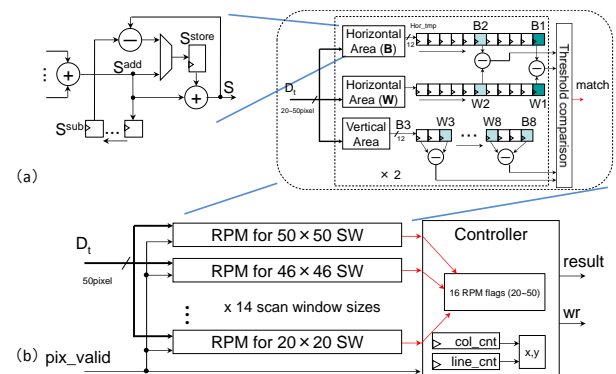 S^store
S^add
S
S^sub
(a)
Horizontal
Area (B)
Hor_tmp
12
B2
B1
D_t
20~50pixel
Horizontal
Area (W)
W2
W1
Vertical
Area
B3
12
W3
W8
B8
× 2
Threshold comparison
match
D_t
50pixel
RPM for 50×50 SW
RPM for 46×46 SW
x 14 scan window sizes
RPM for 20×20 SW
(b)
pix_valid
Controller
16 RPM flags (20~50)
col_cnt
line_cnt
x,y
result
wr